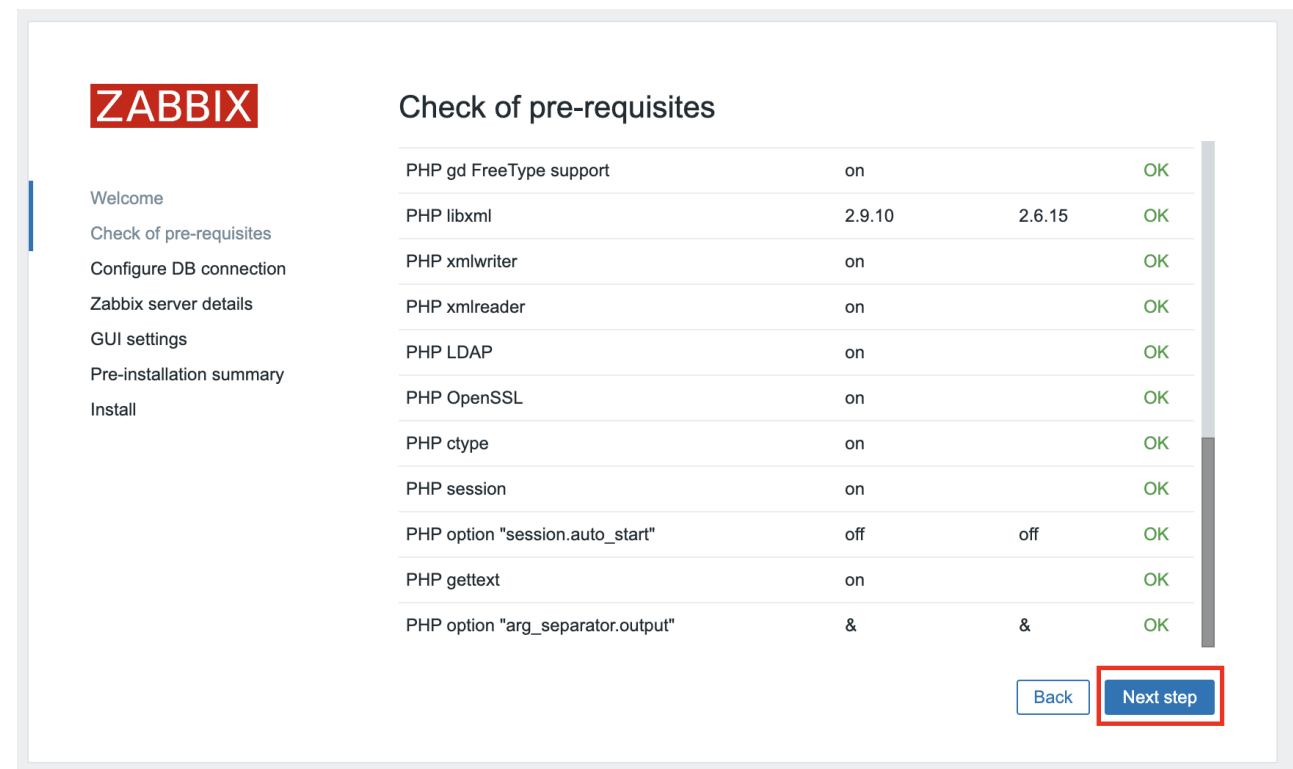 ZABBIX
Check of pre-requisites
Welcome
Check of pre-requisites
Configure DB connection
Zabbix server details
GUI settings
Pre-installation summary
Install
PHP gd FreeType support on OK
PHP libxml 2.9.10 2.6.15 OK
PHP xmlwriter on OK
PHP xmlreader on OK
PHP LDAP on OK
PHP OpenSSL on OK
PHP ctype on OK
PHP session on OK
PHP option "session.auto_start" off off OK
PHP gettext on OK
PHP option "arg_separator.output" & & OK
Back Next step